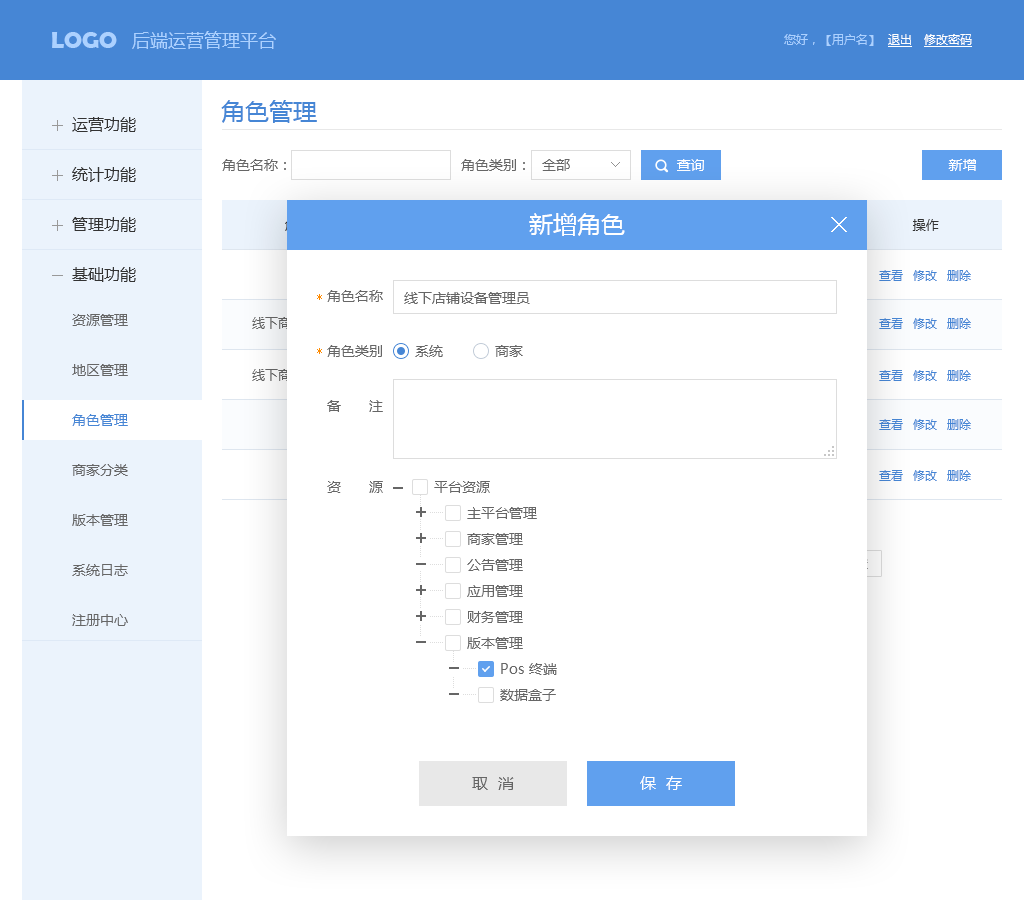 LOGO 后端运营管理平台
您好，【用户名】 退出 修改密码
运营功能
统计功能
管理功能
基础功能
资源管理
地区管理
角色管理
商家分类
版本管理
系统日志
注册中心
角色管理
角色名称：
角色类别： 全部 查询 新增
操作
查看 修改 删除
线下商 查看 修改 删除
线下商 查看 修改 删除
查看 修改 删除
查看 修改 删除
新增角色
* 角色名称 线下店铺设备管理员
* 角色类别 系统 商家
备 注
资 源 平台资源
主平台管理
商家管理
公告管理
应用管理
财务管理
版本管理
Pos 终端
数据盒子
取 消 保 存